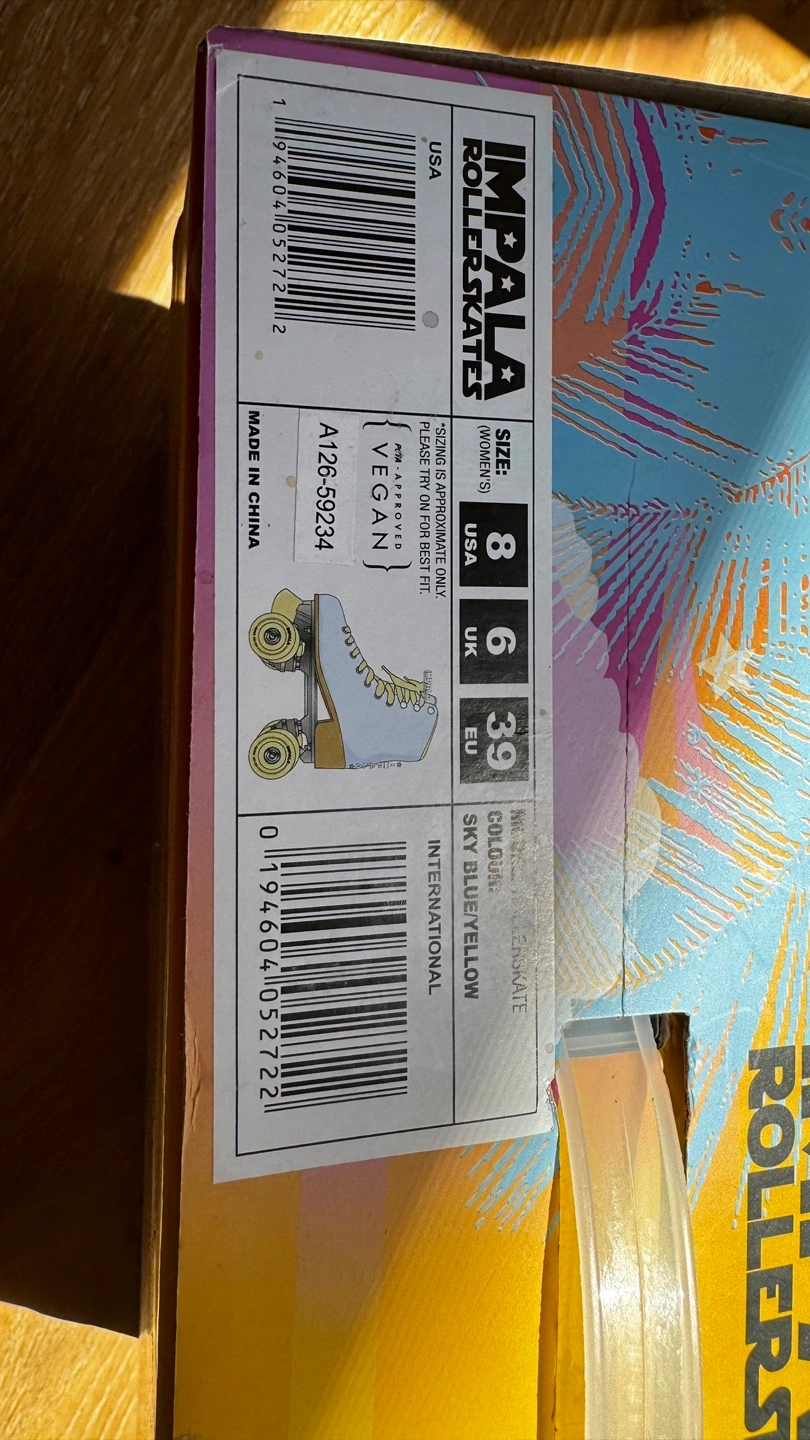 IMPALA
ROLLERSKATES
USA
1 94604 05272 2
SIZE:
(WOMEN'S)
8
USA
6
UK
39
EU
*SIZING IS APPROXIMATE ONLY.
PLEASE TRY ON FOR BEST FIT.
PETA - APPROVED
VEGAN
A126-59234
MADE IN CHINA
COLOUR:
SKY BLUE/YELLOW
INTERNATIONAL
0 194604 052722
ROLLERS